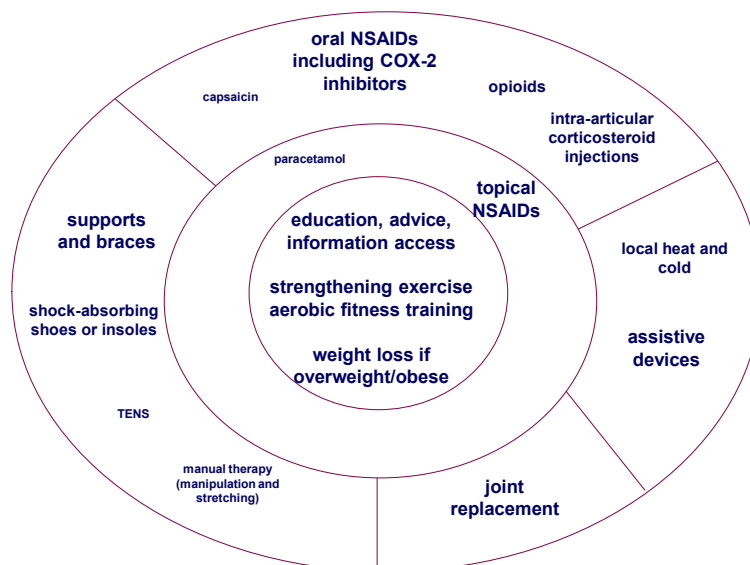 oral NSAIDs
including COX-2
inhibitors
capsaicin
opioids
intra-articular
corticosteroid
injections
paracetamol
topical
NSAIDs
supports
and braces
education, advice,
information access
local heat and
cold
strengthening exercise
aerobic fitness training
shock-absorbing
shoes or insoles
assistive
devices
weight loss if
overweight/obese
TENS
manual therapy
(manipulation and
stretching)
joint
replacement